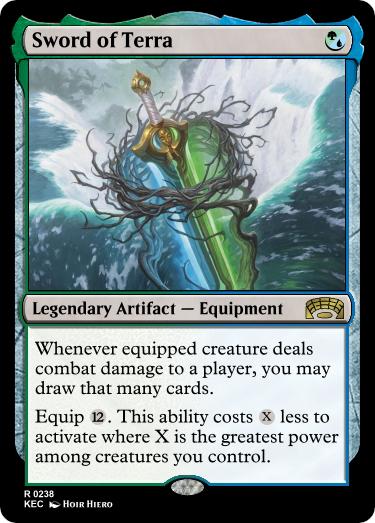 Sword of Terra
Legendary Artifact — Equipment
Whenever equipped creature deals
combat damage to a player, you may
draw that many cards.
Equip 12. This ability costs X less to
activate where X is the greatest power
among creatures you control.
R 0238
KEC Hoir Hiero